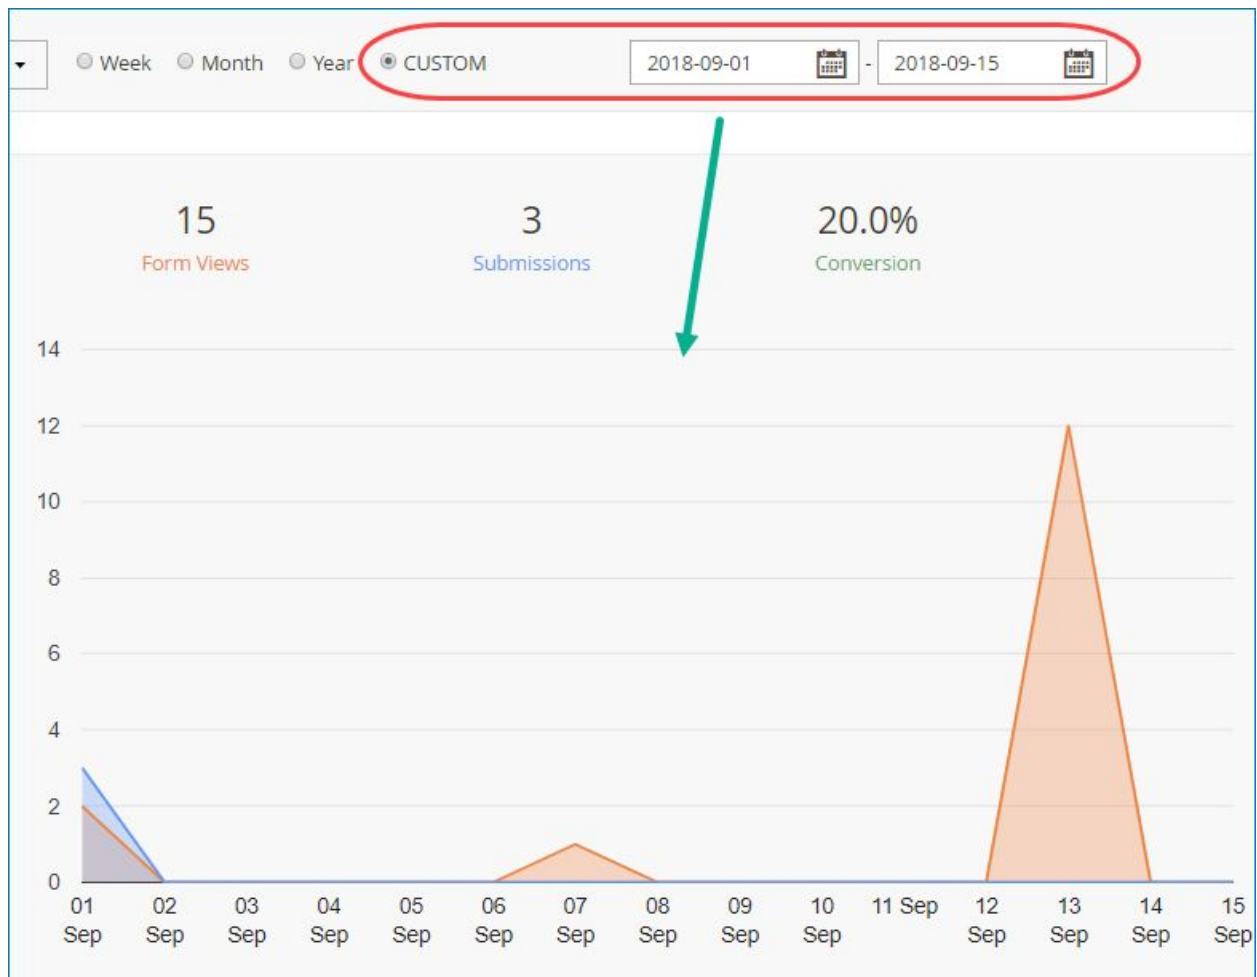 Week Month Year CUSTOM 2018-09-01 - 2018-09-15
15 3 20.0%
Form Views Submissions Conversion
14
12
10
8
6
4
2
0
01 02 03 04 05 06 07 08 09 10 11 Sep 12 13 14 15
Sep Sep Sep Sep Sep Sep Sep Sep Sep Sep Sep Sep Sep Sep